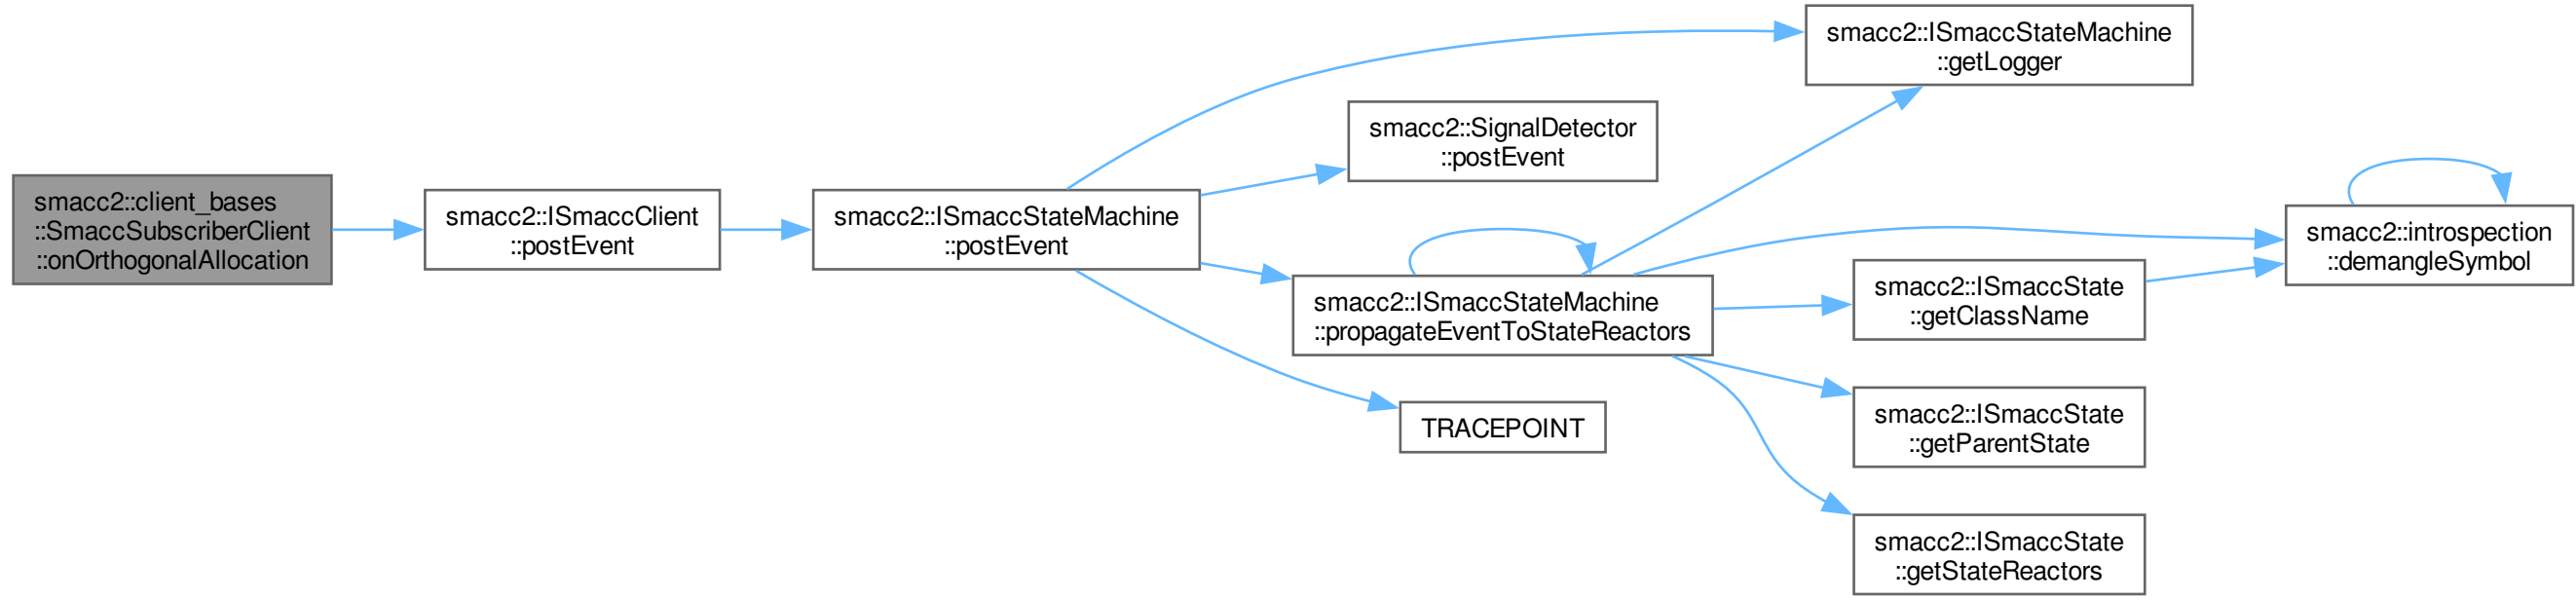 smacc2::client_bases
::SmaccSubscriberClient
::onOrthogonalAllocation
smacc2::ISmaccClient
::postEvent
smacc2::ISmaccStateMachine
::postEvent
smacc2::ISmaccStateMachine
::getLogger
smacc2::SignalDetector
::postEvent
smacc2::ISmaccStateMachine
::propagateEventToStateReactors
TRACEPOINT
smacc2::introspection
::demangleSymbol
smacc2::ISmaccState
::getClassName
smacc2::ISmaccState
::getParentState
smacc2::ISmaccState
::getStateReactors